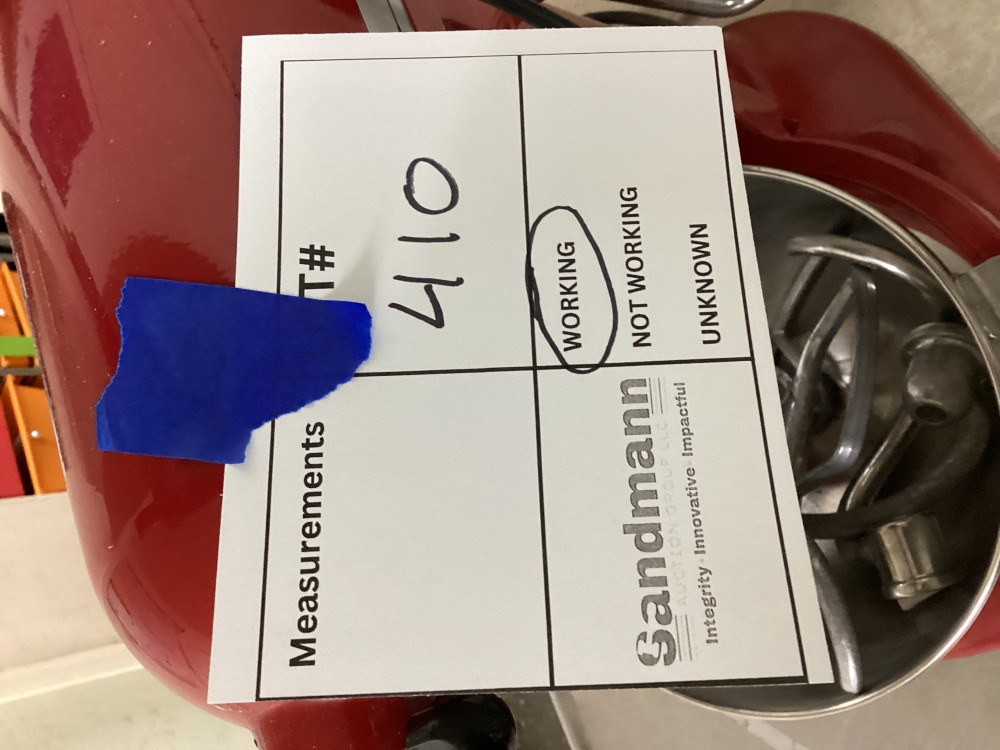 Measurements
T#
410
Sandmann
AUCTION GROUP LLC
Integrity · Innovative · Impactful
WORKING
NOT WORKING
UNKNOWN